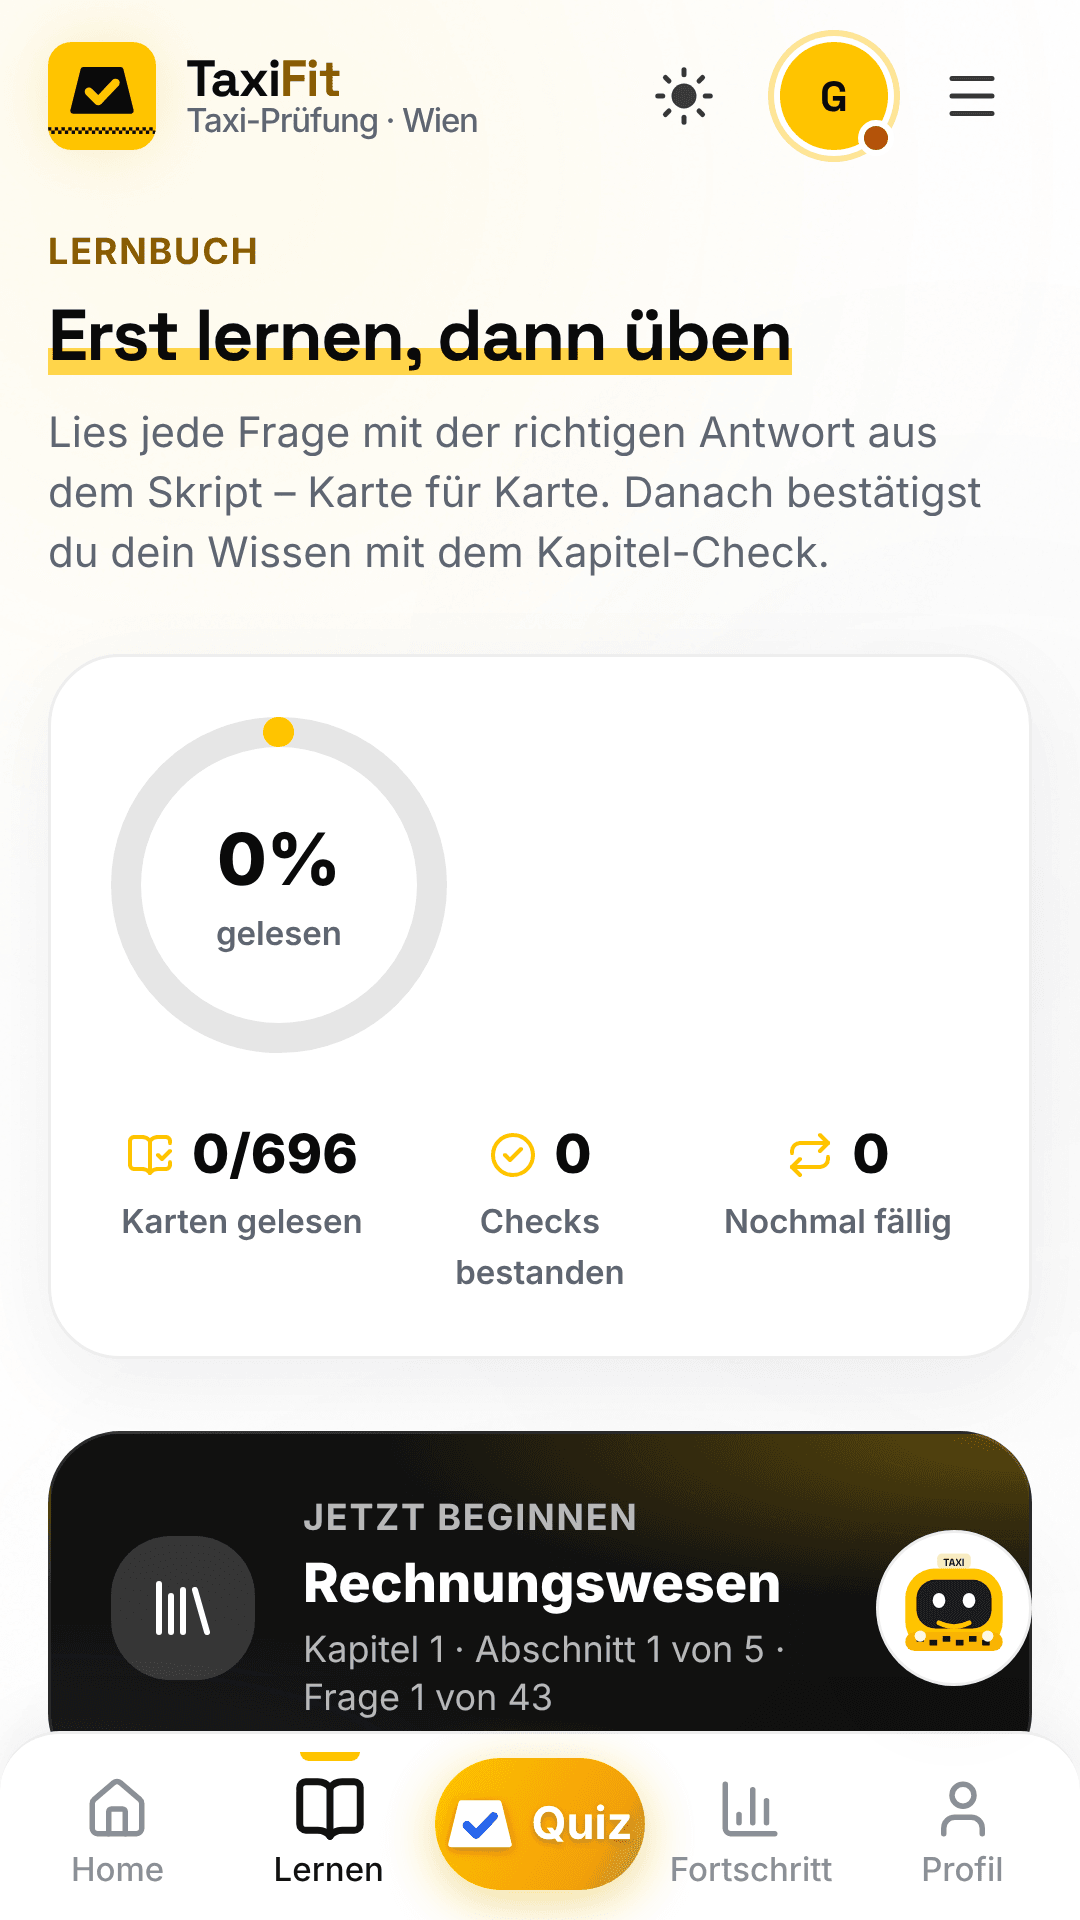 TaxiFit
Taxi-Prüfung · Wien
G
LERNBUCH
Erst lernen, dann üben
Lies jede Frage mit der richtigen Antwort aus
dem Skript – Karte für Karte. Danach bestätigst
du dein Wissen mit dem Kapitel-Check.
0%
gelesen
0/696
Karten gelesen
0
Checks
bestanden
0
Nochmal fällig
JETZT BEGINNEN
Rechnungswesen
Kapitel 1 · Abschnitt 1 von 5 ·
Frage 1 von 43
TAXI
Home
Lernen
Quiz
Fortschritt
Profil